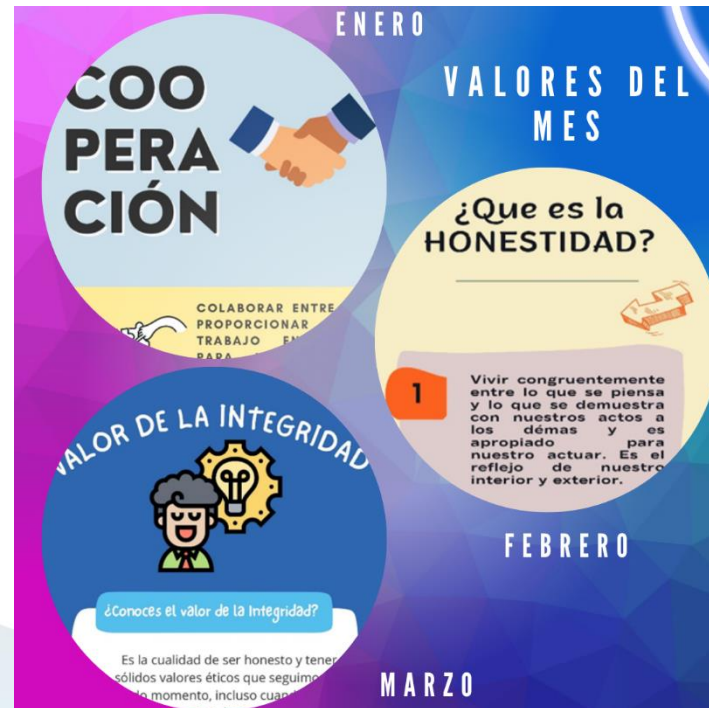 ENERO
COO
PERA
CIÓN
COLABORAR ENTRE
PROPORCIONAR
TRABAJO
PARA
VALORES DEL
MES
¿Que es la
HONESTIDAD?
1
Vivir congruentemente
entre lo que se piensa
y lo que se demuestra
con nuestros actos a
los démas y es
apropiado para
nuestro actuar. Es el
reflejo de nuestro
interior y exterior.
FEBRERO
VALOR DE LA INTEGRIDAD
¿Conoces el valor de la Integridad?
Es la cualidad de ser honesto y tener
sólidos valores éticos que seguimos
momento, incluso
MARZO